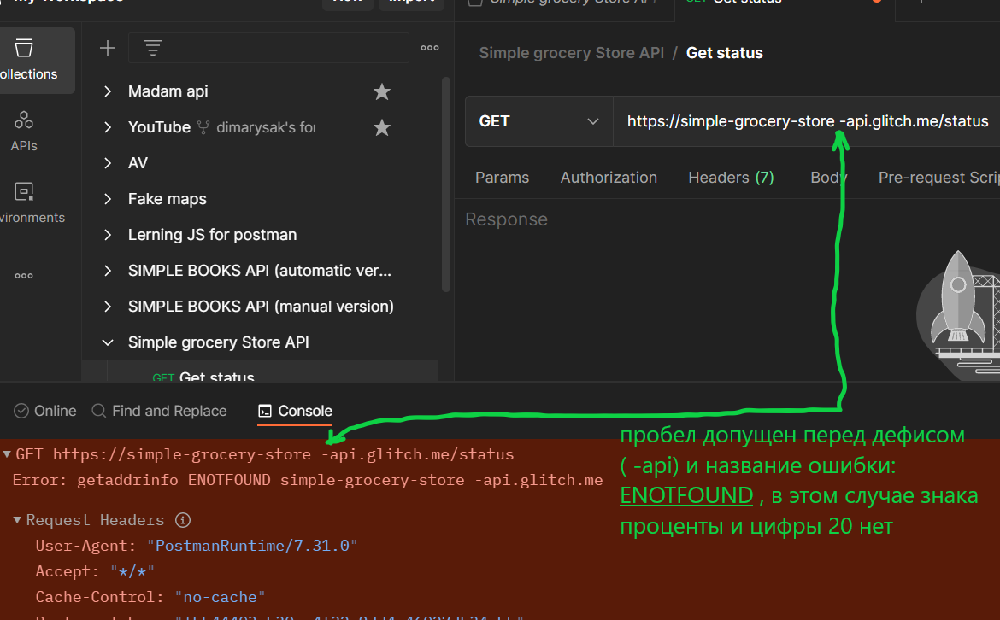 New Import
Get status
Simple grocery Store API / Get status
ollections
Madam api
GET https://simple-grocery-store -api.glitch.me/status
YouTube dimarysak's for
APIs
AV
Params Authorization Headers (7) Body Pre-request Scrip
Fake maps
vironments
Response
Lerning JS for postman
SIMPLE BOOKS API (automatic ver...
SIMPLE BOOKS API (manual version)
Simple grocery Store API
GET Get status
Online Find and Replace Console
пробел допущен перед дефисом
( -api) и название ошибки:
ENOTFOUND , в этом случае знака
проценты и цифры 20 нет
GET https://simple-grocery-store -api.glitch.me/status
Error: getaddrinfo ENOTFOUND simple-grocery-store -api.glitch.me
Request Headers
User-Agent: "PostmanRuntime/7.31.0"
Accept: "*/*"
Cache-Control: "no-cache"